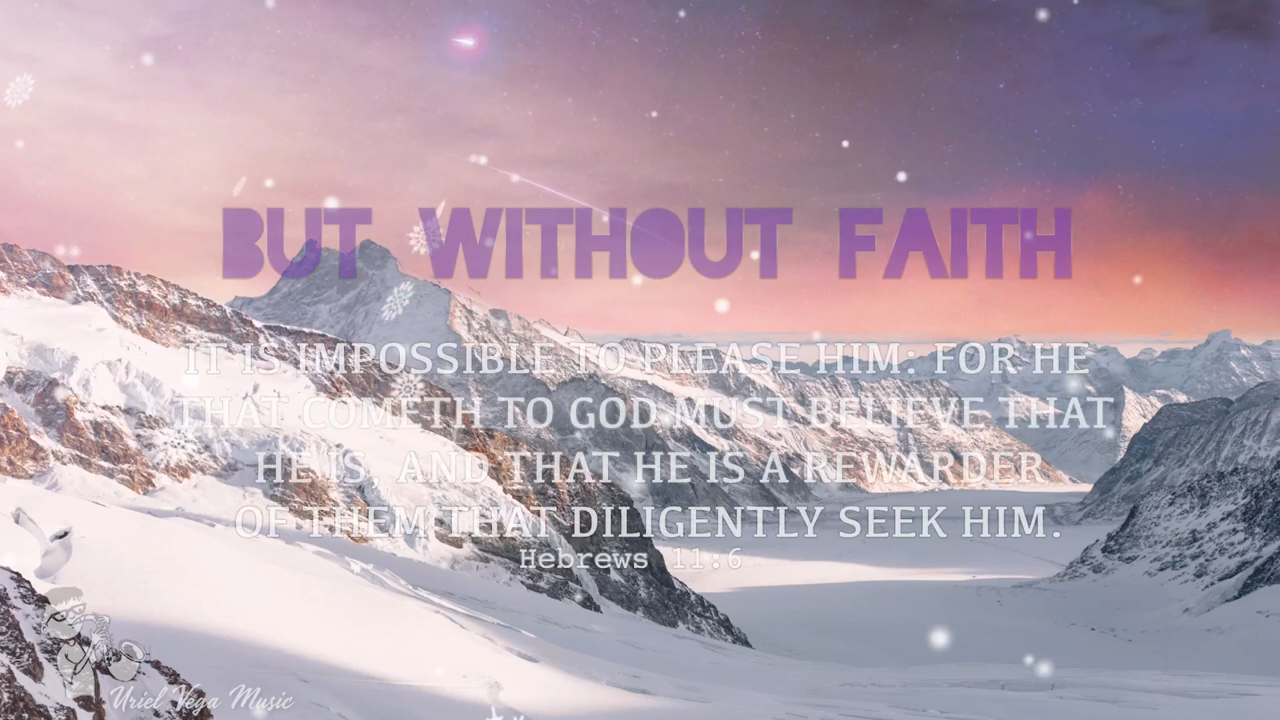 BUT WITHOUT FAITH
IT IS IMPOSSIBLE TO PLEASE HIM: FOR HE
THAT COMETH TO GOD MUST BELIEVE THAT
HE IS, AND THAT HE IS A REWARDER
OF THEM THAT DILIGENTLY SEEK HIM.
Hebrews 11:6
Uriel Vega Music